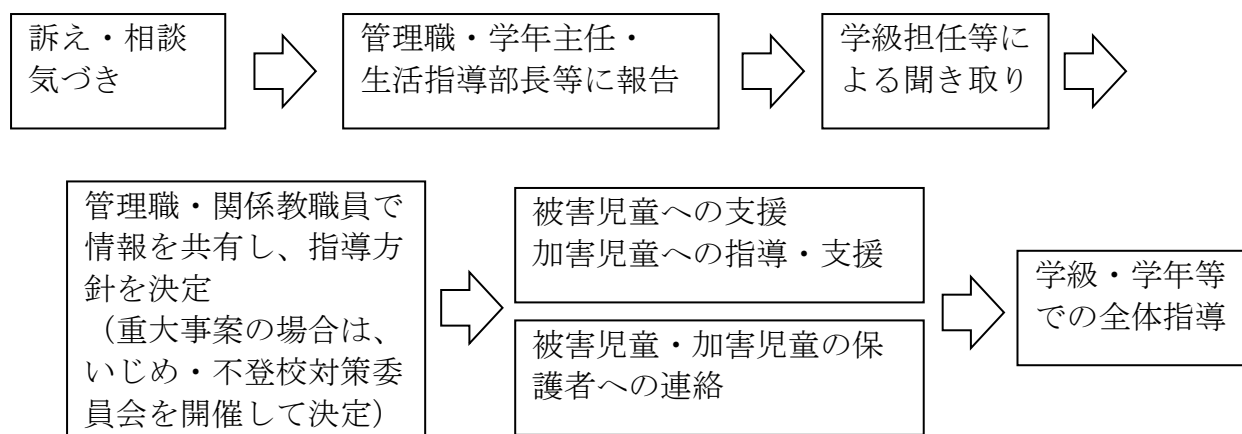 訴え・相談
気づき
管理職・学年主任・
生活指導部長等に報告
学級担任等に
よる聞き取り
管理職・関係教職員で
情報を共有し、指導方
針を決定
（重大事案の場合は、
いじめ・不登校対策委
員会を開催して決定）
被害児童への支援
加害児童への指導・支援
被害児童・加害児童の保
護者への連絡
学級・学年等
での全体指導